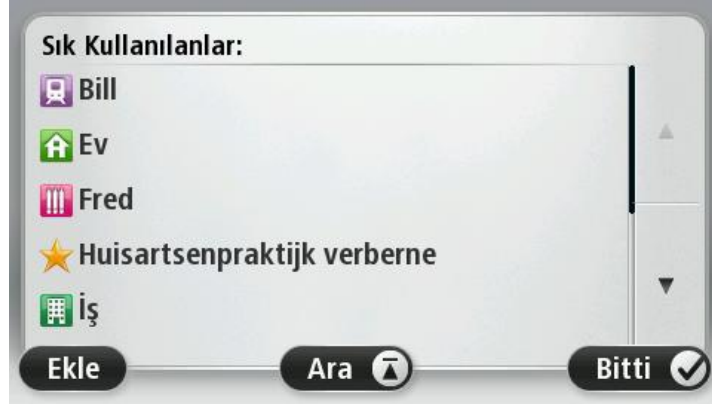 Sık Kullanılanlar:
Bill
Ev
Fred
Huisartsenpraktijk verberne
İş
Ekle
Ara
Bitti